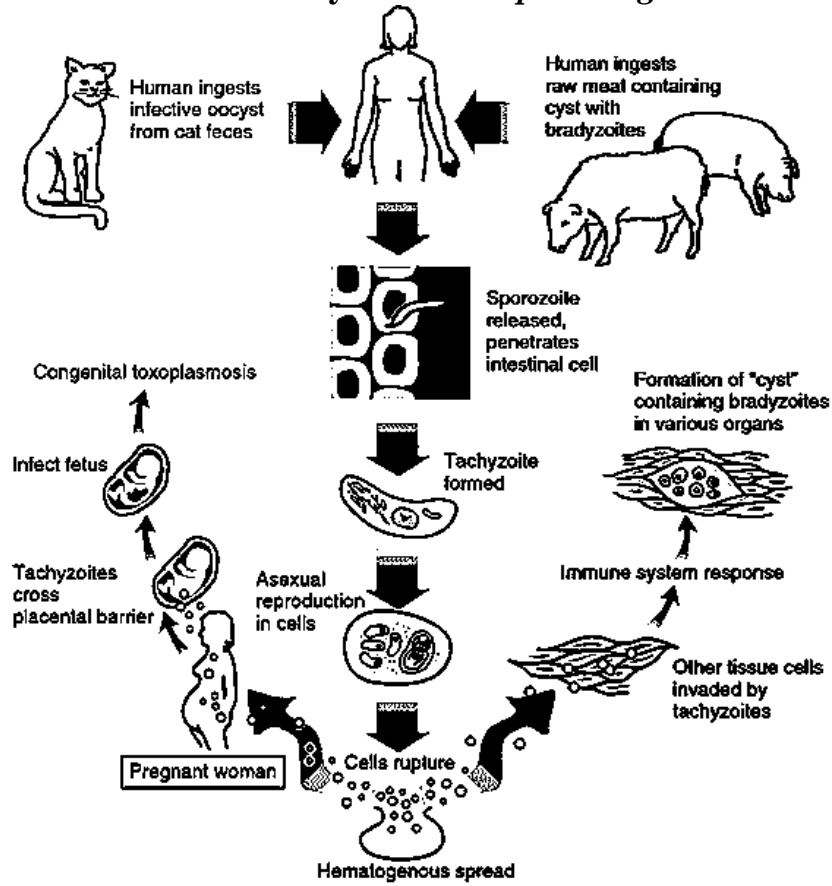 Human ingests
infective oocyst
from cat feces
Human ingests
raw meat containing
cyst with
bradyzoites
Sporozoite
released,
penetrates
intestinal cell
Tachyzoite
formed
Asexual
reproduction
in cells
Cells rupture
Hematogenous spread
Pregnant woman
Tachyzoites
cross
placental barrier
Infect fetus
Congenital toxoplasmosis
Other tissue cells
invaded by
tachyzoites
Immune system response
Formation of "cyst"
containing bradyzoites
in various organs